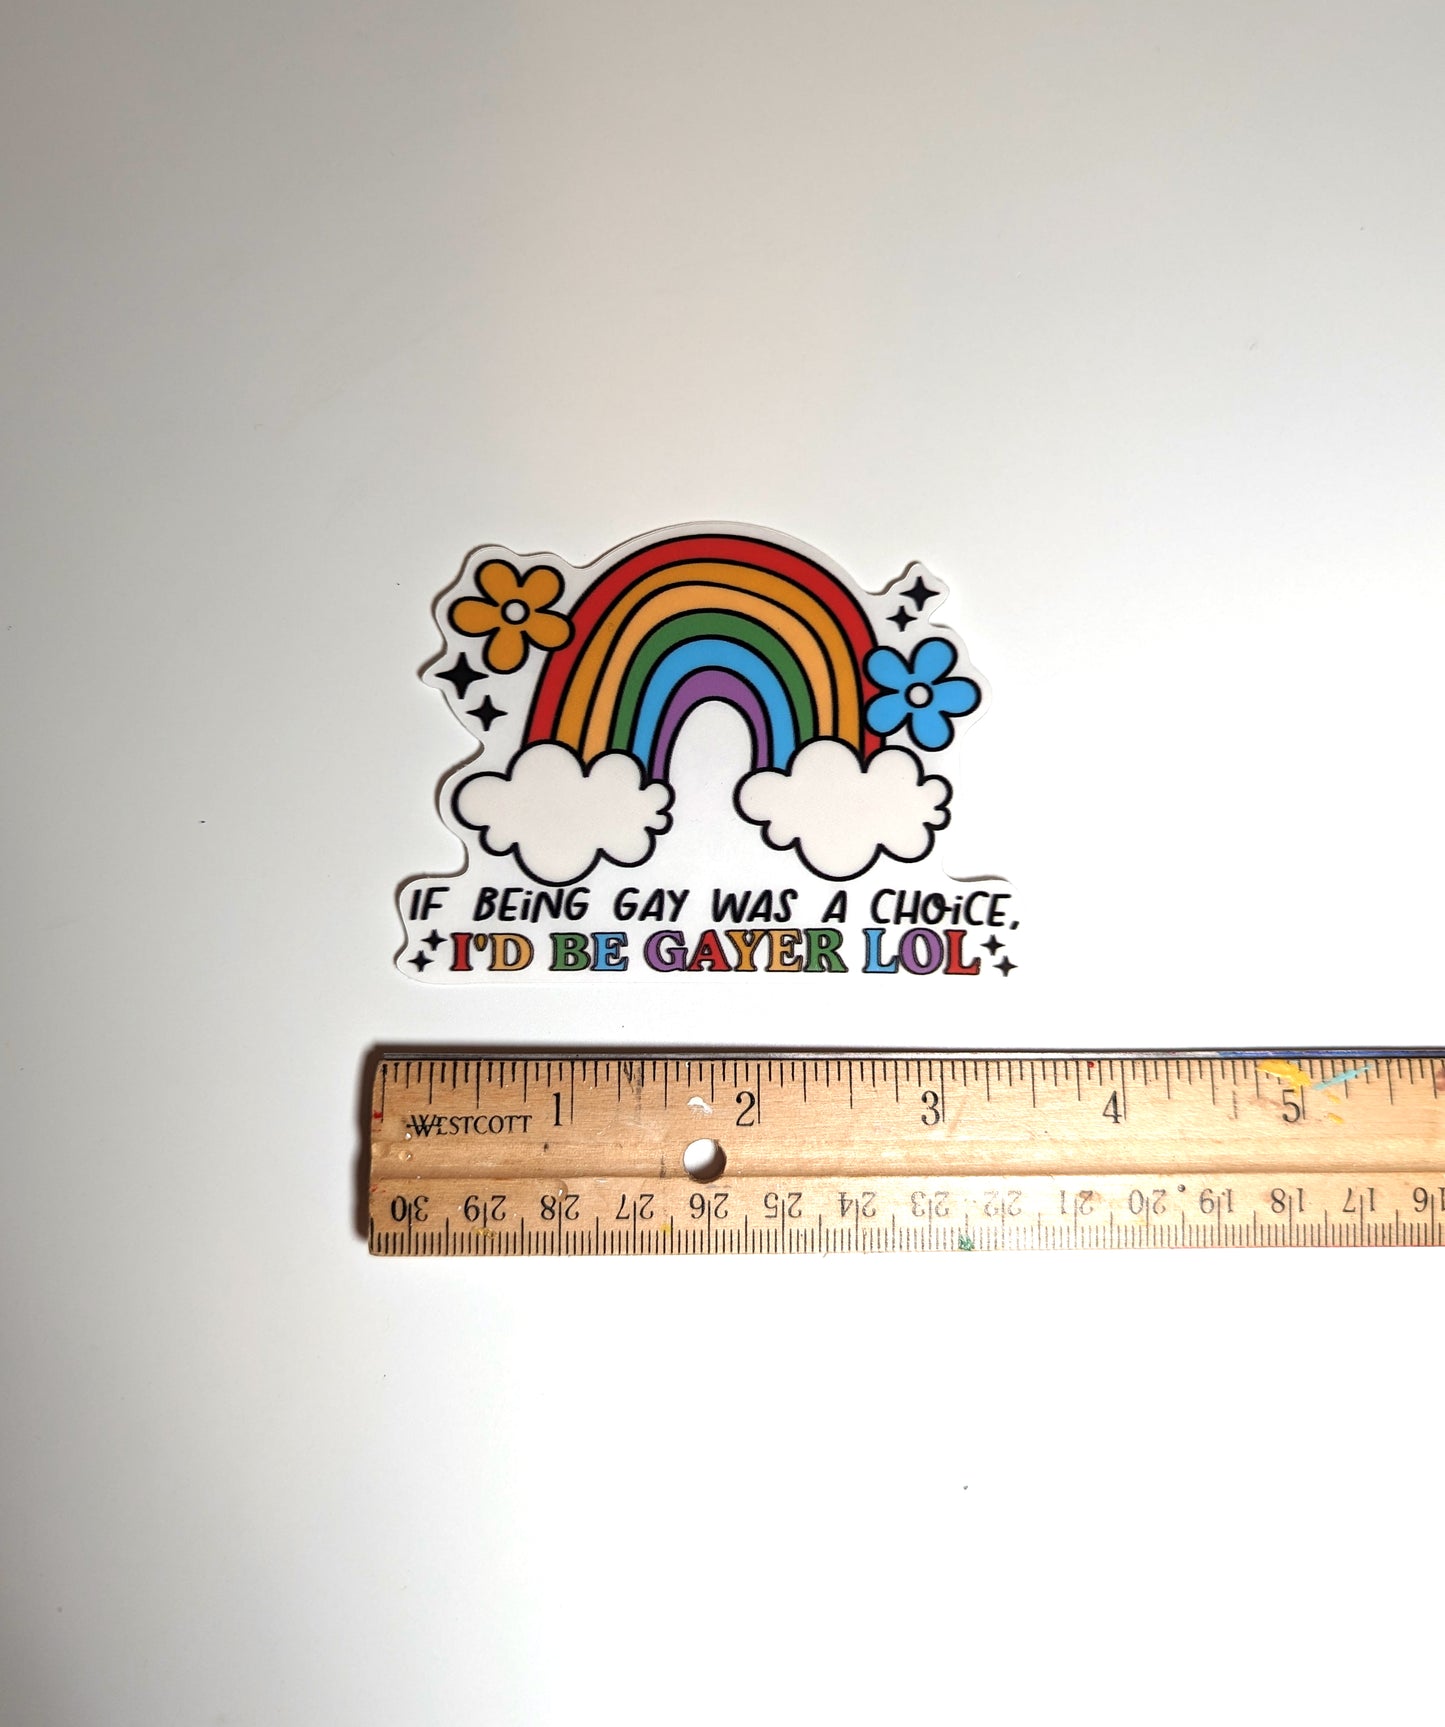 IF BEING GAY WAS A CHOICE,
I'D BE GAYER LOL
1 2 3 4 5
WESTCOTT
30 29 28 27 26 25 24 23 22 21 20 19 18 17 16